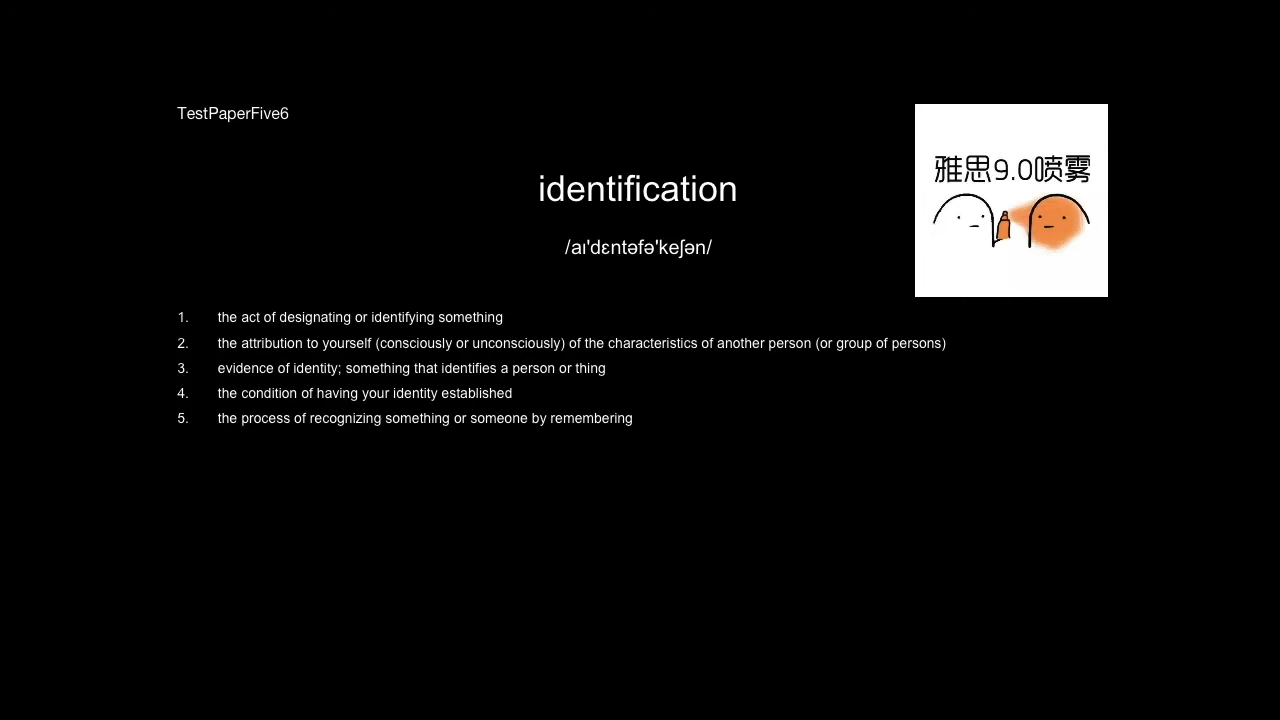 TestPaperFive6
identification
/aɪ'dɛntəfə'keʃən/
雅思9.0喷雾
1. the act of designating or identifying something
2. the attribution to yourself (consciously or unconsciously) of the characteristics of another person (or group of persons)
3. evidence of identity; something that identifies a person or thing
4. the condition of having your identity established
5. the process of recognizing something or someone by remembering